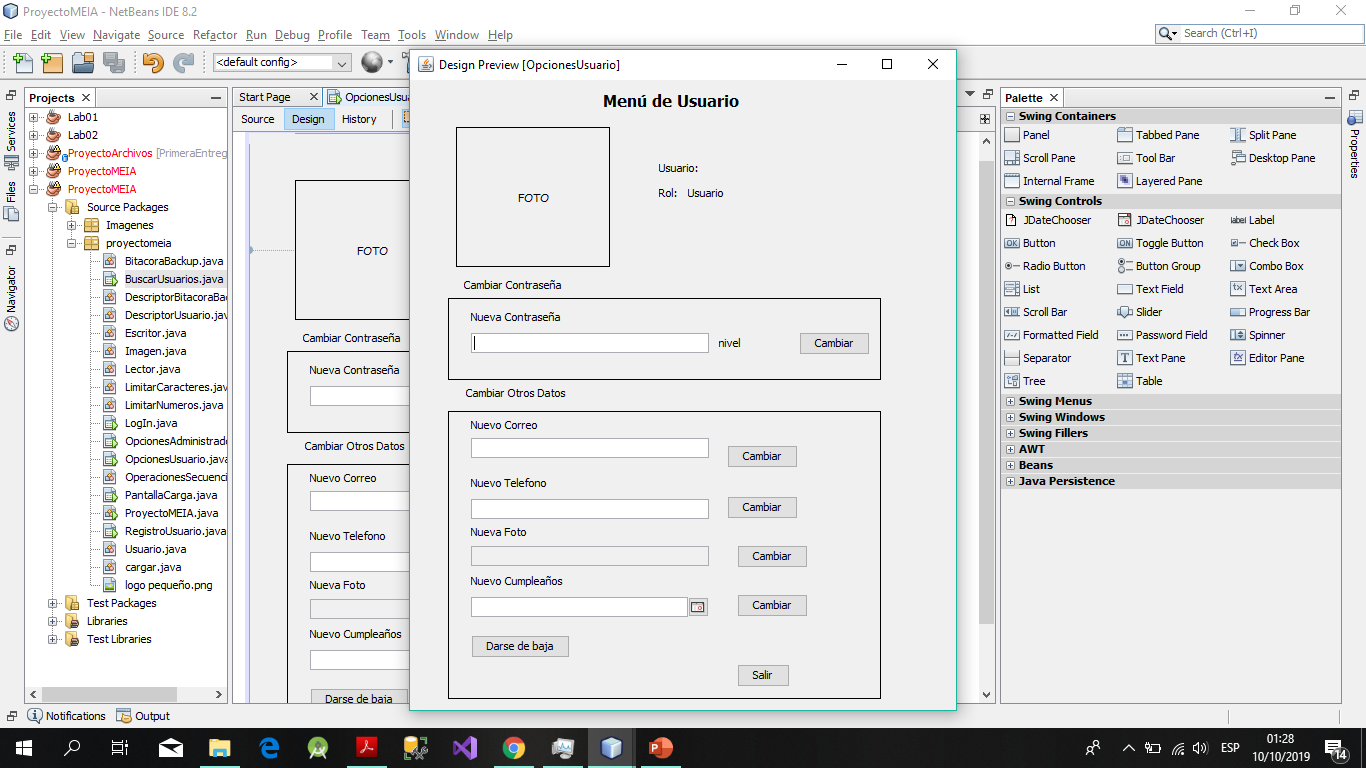 ProyectoMEIA - NetBeans IDE 8.2
File Edit View Navigate Source Refactor Run Debug Profile Team Tools Window Help
Search (Ctrl+I)
<default config>
Services
Files
Navigator
Projects
Lab01
Lab02
ProyectoArchivos [PrimeraEntreg
ProyectoMEIA
ProyectoMEIA
Source Packages
Imagenes
proyectomeia
BitacoraBackup.java
BuscarUsuarios.java
DescriptorBitacoraBac
DescriptorUsuario.java
Escritor.java
Imagen.java
Lector.java
LimitarCaracteres.java
LimitarNumeros.java
LogIn.java
OpcionesAdministrado
OpcionesUsuario.java
OperacionesSecuenci
PantallaCarga.java
ProyectoMEIA.java
RegistroUsuario.java
Usuario.java
cargar.java
logo pequeño.png
Test Packages
Libraries
Test Libraries
Start Page
OpcionesUsua
Source Design History
FOTO
Cambiar Contraseña
Nueva Contraseña
Cambiar Otros Datos
Nuevo Correo
Nuevo Telefono
Nueva Foto
Nuevo Cumpleaños
Darse de baja
Design Preview [OpcionesUsuario]
Menú de Usuario
FOTO
Usuario:
Rol: Usuario
Cambiar Contraseña
Nueva Contraseña
nivel
Cambiar
Cambiar Otros Datos
Nuevo Correo
Cambiar
Nuevo Telefono
Cambiar
Nueva Foto
Cambiar
Nuevo Cumpleaños
Cambiar
Darse de baja
Salir
Palette
Swing Containers
Panel Tabbed Pane Split Pane
Scroll Pane Tool Bar Desktop Pane
Internal Frame Layered Pane
Swing Controls
JDateChooser JDateChooser label Label
OK Button ON Toggle Button Check Box
Radio Button Button Group Combo Box
List Text Field Text Area
Scroll Bar Slider Progress Bar
Formatted Field Password Field Spinner
Separator Text Pane Editor Pane
Tree Table
Swing Menus
Swing Windows
Swing Fillers
AWT
Beans
Java Persistence
Properties
Notifications Output
ESP
01:28
10/10/2019
14